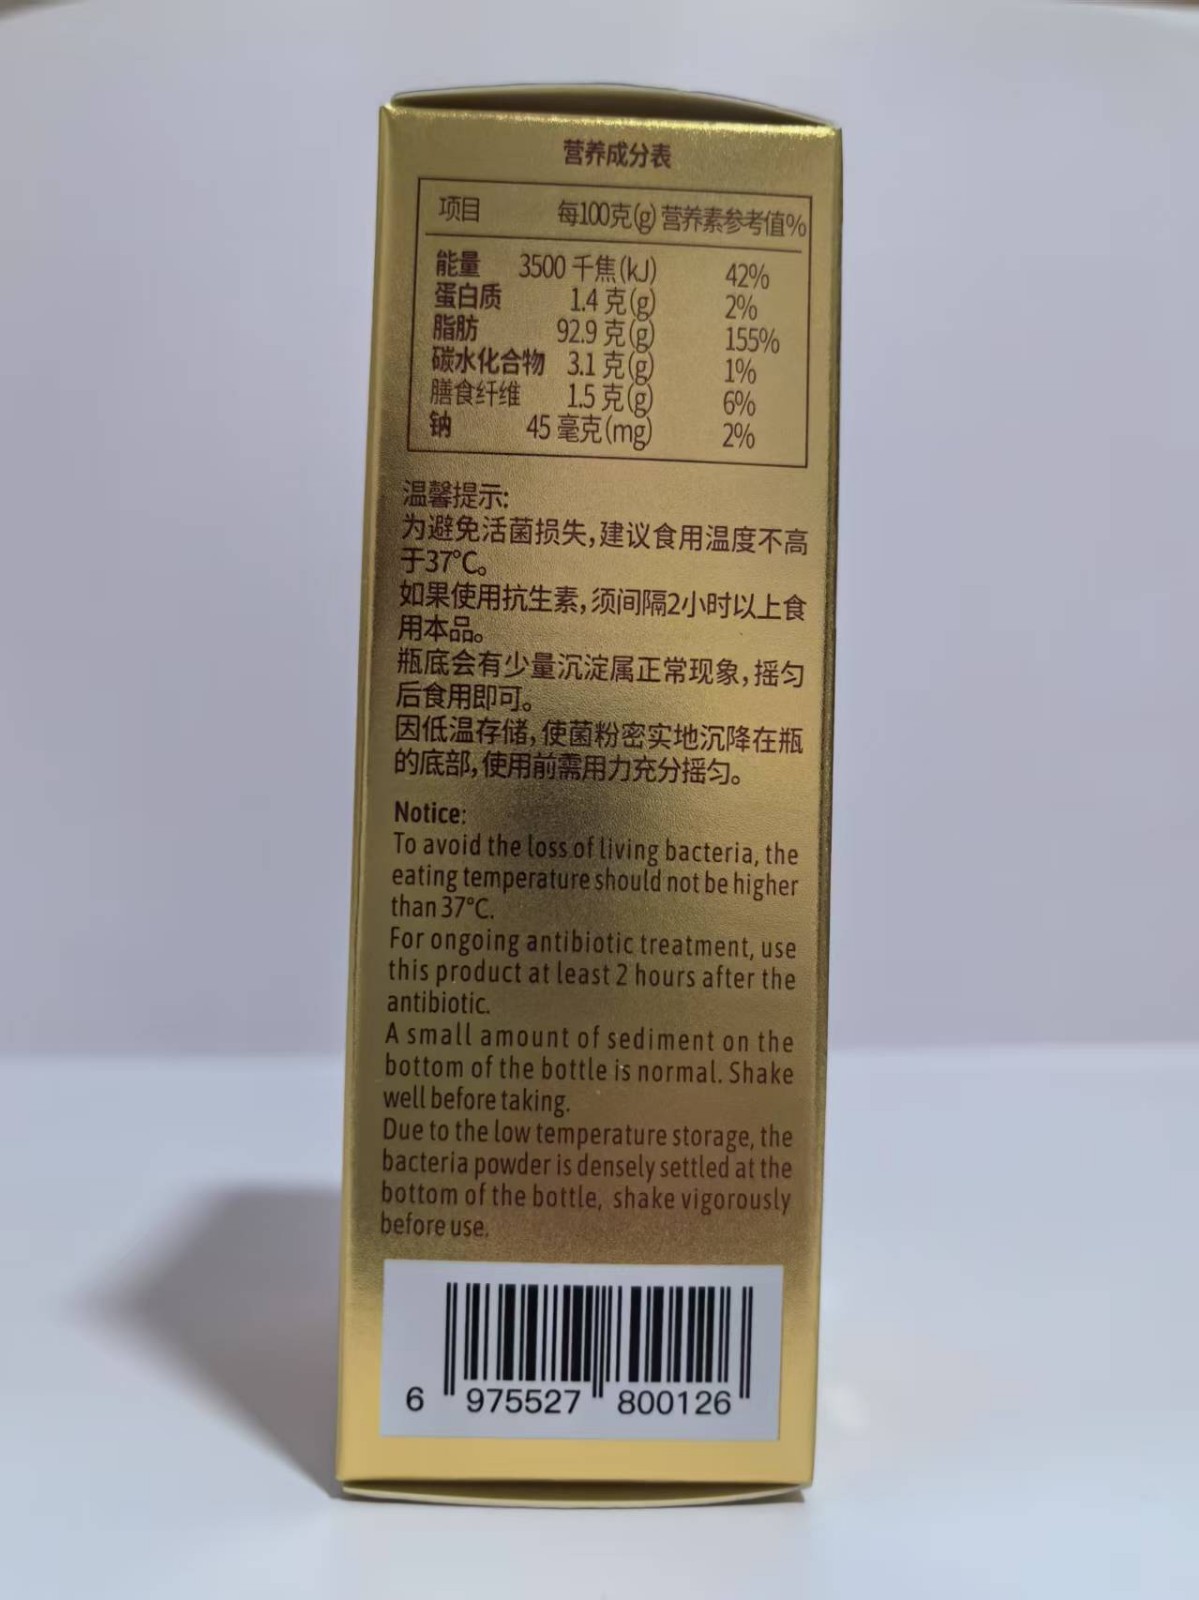 营养成分表
项目 每100克(g) 营养素参考值%
能量 3500 千焦(kJ) 42%
蛋白质 1.4 克(g) 2%
脂肪 92.9 克(g) 155%
碳水化合物 3.1 克(g) 1%
膳食纤维 1.5 克(g) 6%
钠 45 毫克(mg) 2%
温馨提示:
为避免活菌损失,建议食用温度不高
于37°C。
如果使用抗生素,须间隔2小时以上食
用本品。
瓶底会有少量沉淀属正常现象,摇匀
后食用即可。
因低温存储,使菌粉密实地沉降在瓶
的底部,使用前需用力充分摇匀。
Notice:
To avoid the loss of living bacteria, the
eating temperature should not be higher
than 37°C.
For ongoing antibiotic treatment, use
this product at least 2 hours after the
antibiotic.
A small amount of sediment on the
bottom of the bottle is normal. Shake
well before taking.
Due to the low temperature storage, the
bacteria powder is densely settled at the
bottom of the bottle, shake vigorously
before use.
6 975527 800126